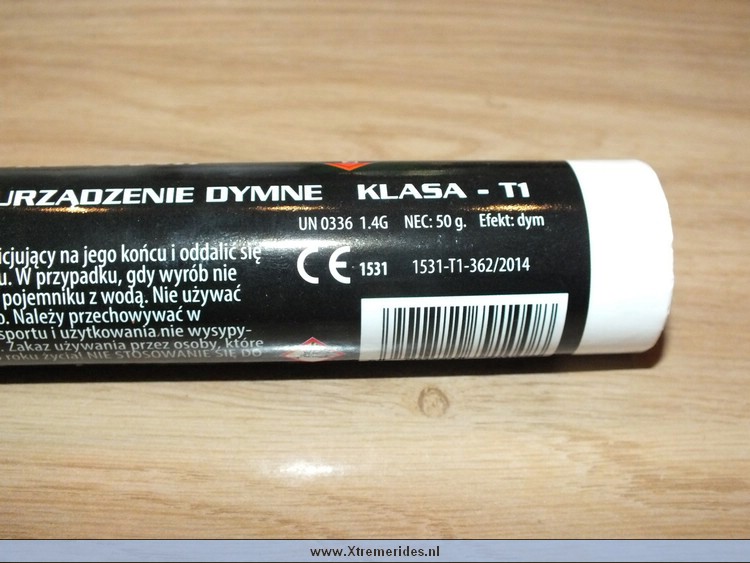 URZĄDZENIE DYMNE KLASA - T1
UN 0336 1.4G NEC: 50 g. Efekt: dym
icjujący na jego końcu i oddalić się
u. W przypadku, gdy wyrób nie
CE 1531 1531-T1-362/2014
pojemniku z wodą. Nie używać
o. Należy przechowywać w
sportu i użytkowania nie wysypy-
. Zakaz używania przez osoby, które
roku życia! NIE STOSOWANIE SIĘ DO
www.Xtremerides.nl